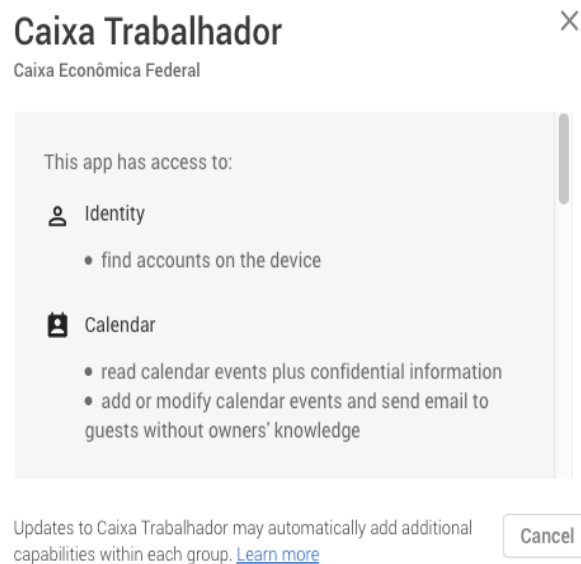 Caixa Trabalhador
Caixa Econômica Federal
This app has access to:
Identity
• find accounts on the device
Calendar
• read calendar events plus confidential information
• add or modify calendar events and send email to
guests without owners' knowledge
Updates to Caixa Trabalhador may automatically add additional
capabilities within each group. Learn more
Cancel